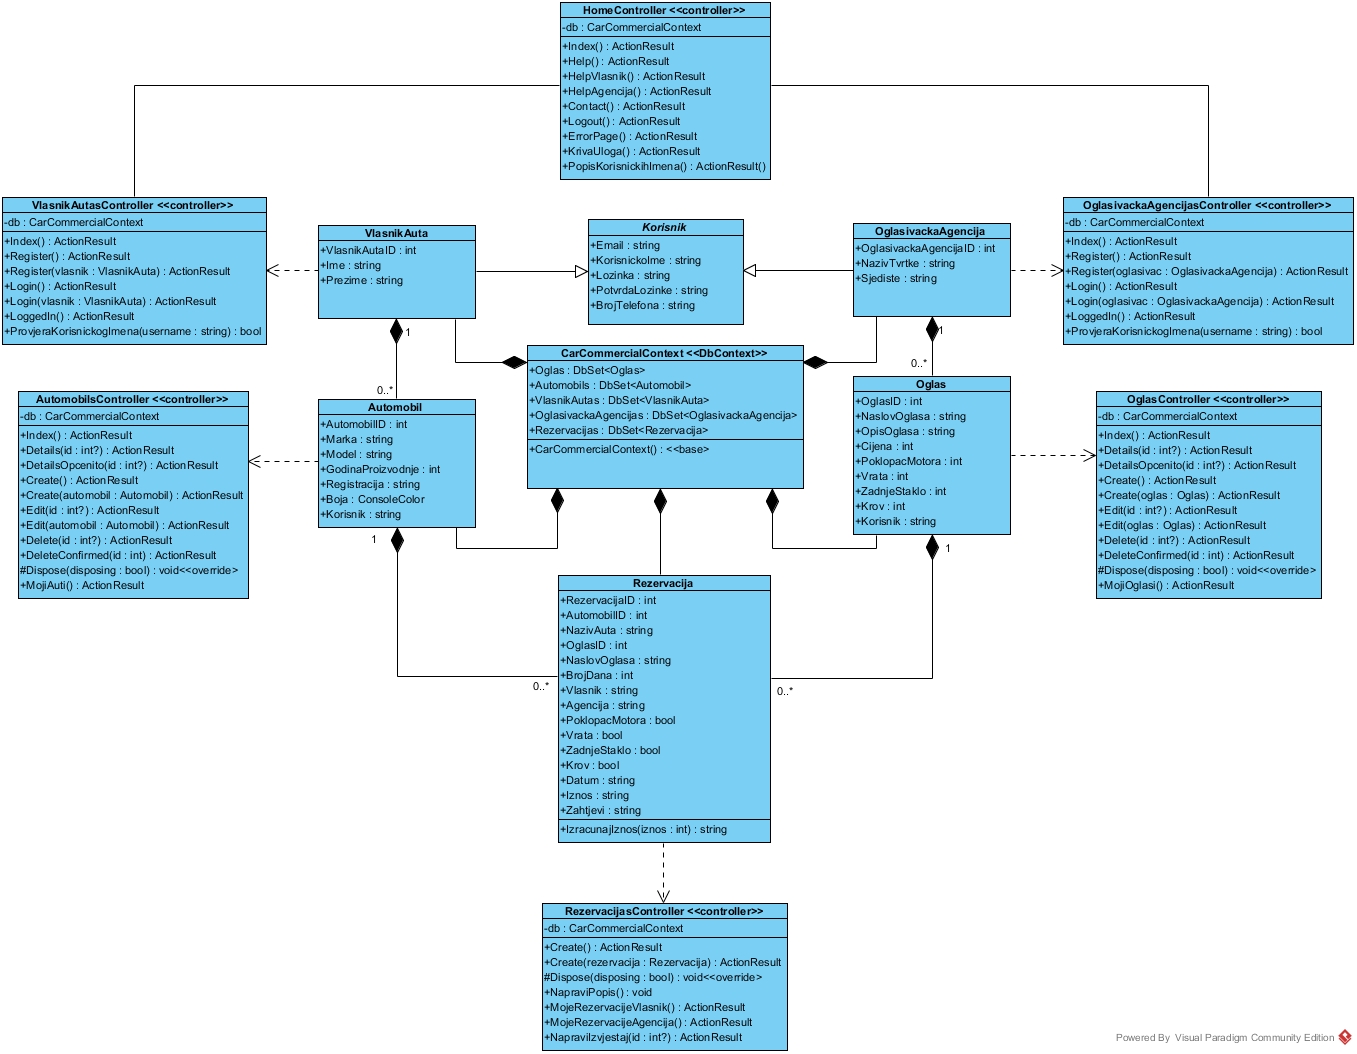 HomeController <<controller>>
-db : CarCommercialContext
+Index() : ActionResult
+Help() : ActionResult
+HelpVlasnik() : ActionResult
+HelpAgencija() : ActionResult
+Contact() : ActionResult
+Logout() : ActionResult
+ErrorPage() : ActionResult
+KrivaUloga() : ActionResult
+PopisKorisnickihImena() : ActionResult()
VlasnikAutasController <<controller>>
-db : CarCommercialContext
+Index() : ActionResult
+Register() : ActionResult
+Register(vlasnik : VlasnikAuta) : ActionResult
+Login() : ActionResult
+Login(vlasnik : VlasnikAuta) : ActionResult
+LoggedIn() : ActionResult
+ProvjeraKorisnickogImena(username : string) : bool
VlasnikAuta
+VlasnikAutaID : int
+Ime : string
+Prezime : string
Korisnik
+Email : string
+KorisnickoIme : string
+Lozinka : string
+PotvrdaLozinke : string
+BrojTelefona : string
OglasivackaAgencija
+OglasivackaAgencijaID : int
+NazivTvrtke : string
+Sjediste : string
OglasivackaAgencijasController <<controller>>
-db : CarCommercialContext
+Index() : ActionResult
+Register() : ActionResult
+Register(oglasivac : OglasivackaAgencija) : ActionResult
+Login() : ActionResult
+Login(oglasivac : OglasivackaAgencija) : ActionResult
+LoggedIn() : ActionResult
+ProvjeraKorisnickogImena(username : string) : bool
1
0..*
1
0..*
CarCommercialContext <<DbContext>>
+Oglas : DbSet<Oglas>
+Automobils : DbSet<Automobil>
+VlasnikAutas : DbSet<VlasnikAuta>
+OglasivackaAgencijas : DbSet<OglasivackaAgencija>
+Rezervacijas : DbSet<Rezervacija>
+CarCommercialContext() : <<base>
AutomobilsController <<controller>>
-db : CarCommercialContext
+Index() : ActionResult
+Details(id : int?) : ActionResult
+DetailsOpcenito(id : int?) : ActionResult
+Create() : ActionResult
+Create(automobil : Automobil) : ActionResult
+Edit(id : int?) : ActionResult
+Edit(automobil : Automobil) : ActionResult
+Delete(id : int?) : ActionResult
+DeleteConfirmed(id : int) : ActionResult
#Dispose(disposing : bool) : void<<override>
+MojiAuti() : ActionResult
Automobil
+AutomobilID : int
+Marka : string
+Model : string
+GodinaProizvodnje : int
+Registracija : string
+Boja : ConsoleColor
+Korisnik : string
Oglas
+OglasID : int
+NaslovOglasa : string
+OpisOglasa : string
+Cijena : int
+PoklopacMotora : int
+Vrata : int
+ZadnjeStaklo : int
+Krov : int
+Korisnik : string
OglasController <<controller>>
-db : CarCommercialContext
+Index() : ActionResult
+Details(id : int?) : ActionResult
+DetailsOpcenito(id : int?) : ActionResult
+Create() : ActionResult
+Create(oglas : Oglas) : ActionResult
+Edit(id : int?) : ActionResult
+Edit(oglas : Oglas) : ActionResult
+Delete(id : int?) : ActionResult
+DeleteConfirmed(id : int) : ActionResult
#Dispose(disposing : bool) : void<<override>
+MojiOglasi() : ActionResult
1
1
0..*
0..*
Rezervacija
+RezervacijaID : int
+AutomobilID : int
+NazivAuta : string
+OglasID : int
+NaslovOglasa : string
+BrojDana : int
+Vlasnik : string
+Agencija : string
+PoklopacMotora : bool
+Vrata : bool
+ZadnjeStaklo : bool
+Krov : bool
+Datum : string
+Iznos : string
+Zahtjevi : string
+IzracunajIznos(iznos : int) : string
RezervacijasController <<controller>>
-db : CarCommercialContext
+Create() : ActionResult
+Create(rezervacija : Rezervacija) : ActionResult
#Dispose(disposing : bool) : void<<override>
+NapraviPopis() : void
+MojeRezervacijeVlasnik() : ActionResult
+MojeRezervacijeAgencija() : ActionResult
+NapraviIzvjestaj(id : int?) : ActionResult
Powered By Visual Paradigm Community Edition